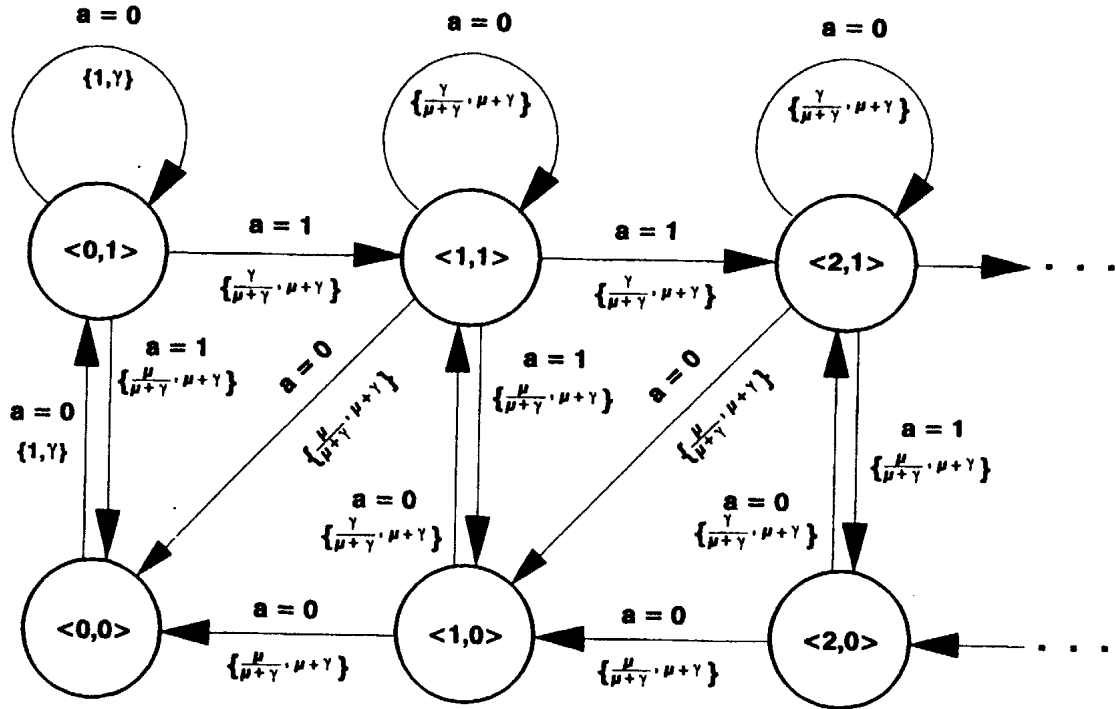 a = 0
a = 0
a = 0
{1,γ}
{γ/μ+γ , μ+γ}
{γ/μ+γ , μ+γ}
<0,1>
a = 1
<1,1>
a = 1
<2,1>
. . .
{γ/μ+γ , μ+γ}
{γ/μ+γ , μ+γ}
a = 1
{μ/μ+γ , μ+γ}
a = 0
{μ/μ+γ , μ+γ}
a = 1
{μ/μ+γ , μ+γ}
a = 0
{μ/μ+γ , μ+γ}
a = 1
{μ/μ+γ , μ+γ}
a = 0
{1,γ}
a = 0
{γ/μ+γ , μ+γ}
a = 0
{γ/μ+γ , μ+γ}
<0,0>
a = 0
{μ/μ+γ , μ+γ}
<1,0>
a = 0
{μ/μ+γ , μ+γ}
<2,0>
. . .